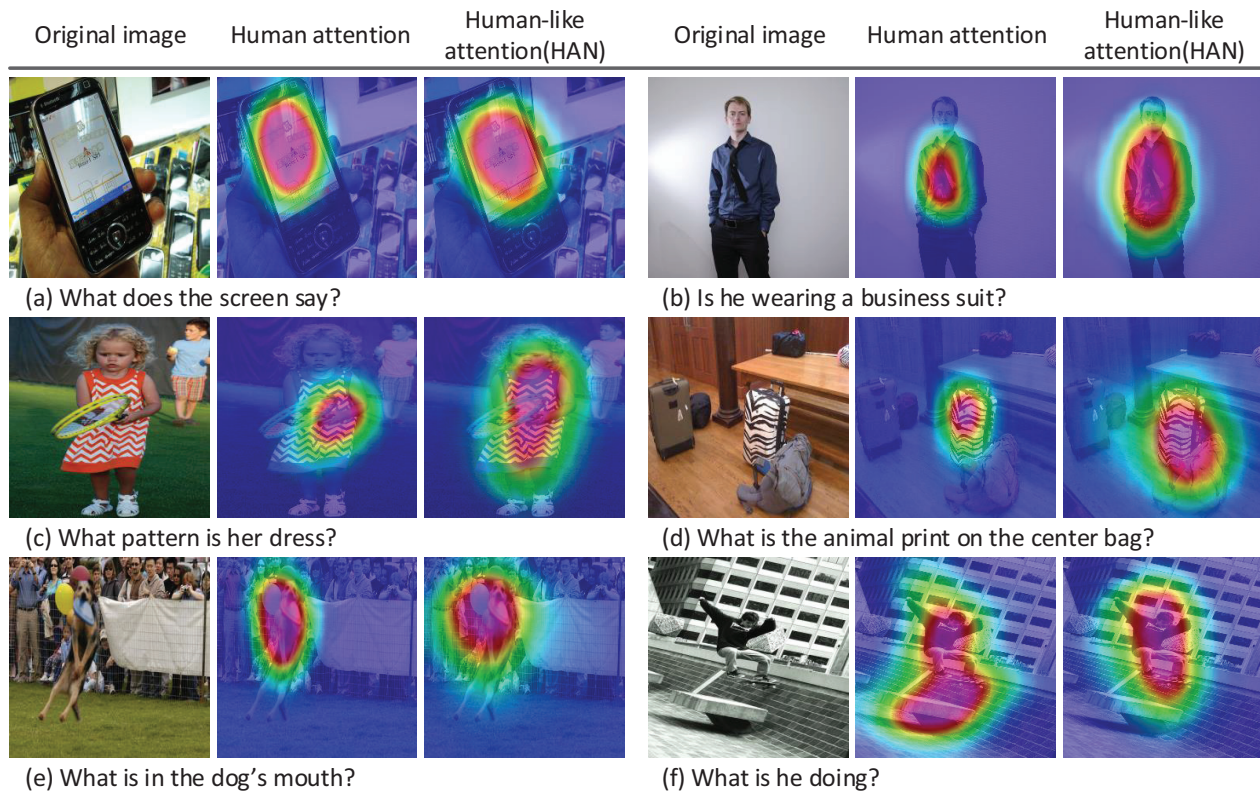 Original image
Human attention
Human-like
attention(HAN)
Original image
Human attention
Human-like
attention(HAN)
(a) What does the screen say?
(b) Is he wearing a business suit?
(c) What pattern is her dress?
(d) What is the animal print on the center bag?
(e) What is in the dog's mouth?
(f) What is he doing?